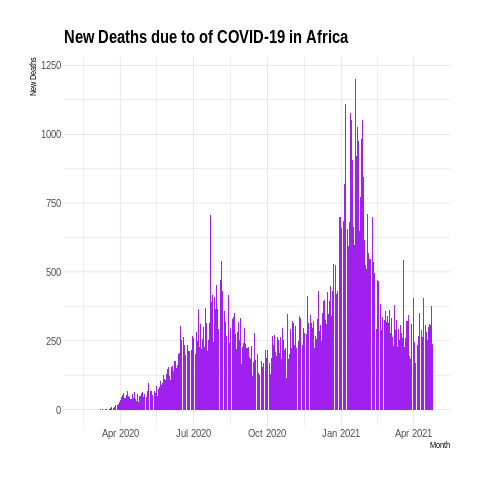 New Deaths due to of COVID-19 in Africa
New Deaths
1250
1000
750
500
250
0
Apr 2020
Jul 2020
Oct 2020
Jan 2021
Apr 2021
Month